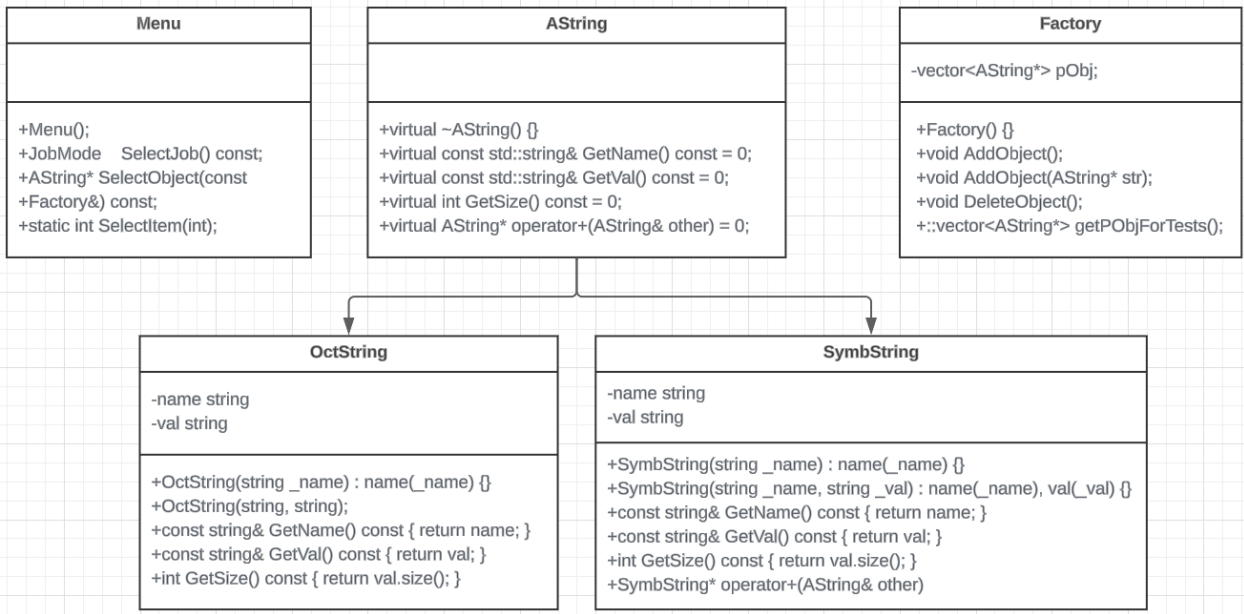 Menu
+Menu();
+JobMode SelectJob() const;
+AString* SelectObject(const
+Factory&) const;
+static int SelectItem(int);
AString
+virtual ~AString() {}
+virtual const std::string& GetName() const = 0;
+virtual const std::string& GetVal() const = 0;
+virtual int GetSize() const = 0;
+virtual AString* operator+(AString& other) = 0;
Factory
-vector<AString*> pObj;
+Factory() {}
+void AddObject();
+void AddObject(AString* str);
+void DeleteObject();
+::vector<AString*> getPObjForTests();
OctString
-name string
-val string
+OctString(string _name) : name(_name) {}
+OctString(string, string);
+const string& GetName() const { return name; }
+const string& GetVal() const { return val; }
+int GetSize() const { return val.size(); }
SymbString
-name string
-val string
+SymbString(string _name) : name(_name) {}
+SymbString(string _name, string _val) : name(_name), val(_val) {}
+const string& GetName() const { return name; }
+const string& GetVal() const { return val; }
+int GetSize() const { return val.size(); }
+SymbString* operator+(AString& other)